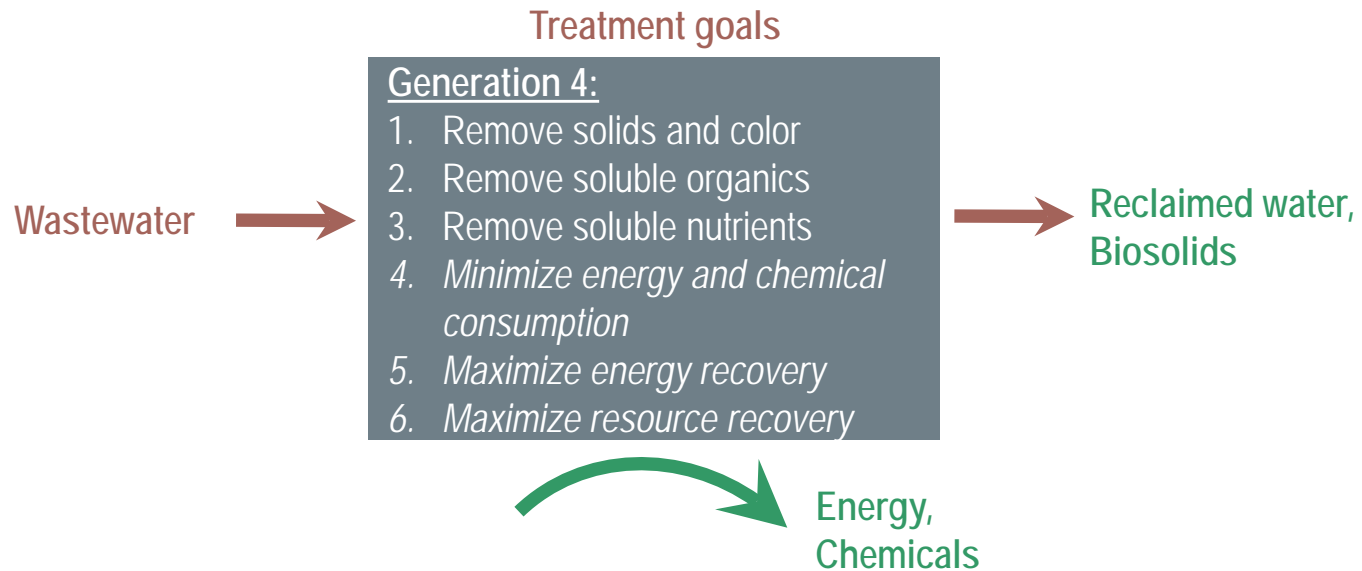 Treatment goals
Generation 4:
1. Remove solids and color
2. Remove soluble organics
3. Remove soluble nutrients
4. Minimize energy and chemical
consumption
5. Maximize energy recovery
6. Maximize resource recovery
Wastewater
Reclaimed water,
Biosolids
Energy,
Chemicals